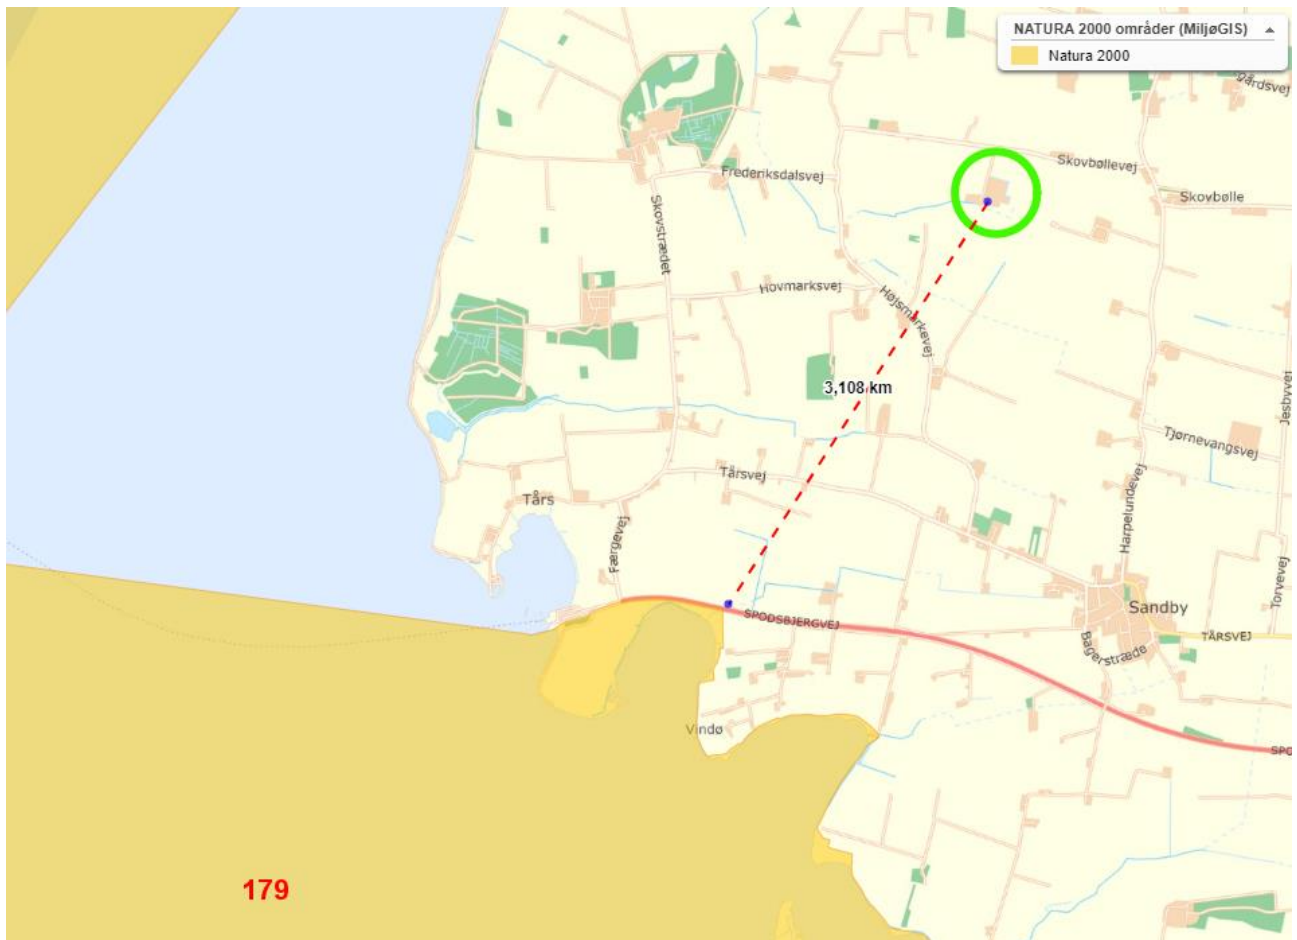 NATURA 2000 områder (MiljøGIS)
Natura 2000
gårdsvej
Skovbøllevej
Frederiksdalsvej
Skovbølle
Skovstrædet
Hovmarksvej
Højsmarkevej
3,108 km
Jesbyvej
Tjørnevangsvej
Tårsvej
Harpelundevej
Tårs
Færgevej
Torvevej
Sandby
SPODSBJERGVEJ
TÅRSVEJ
Bagerstræde
Vindø
SPO
179